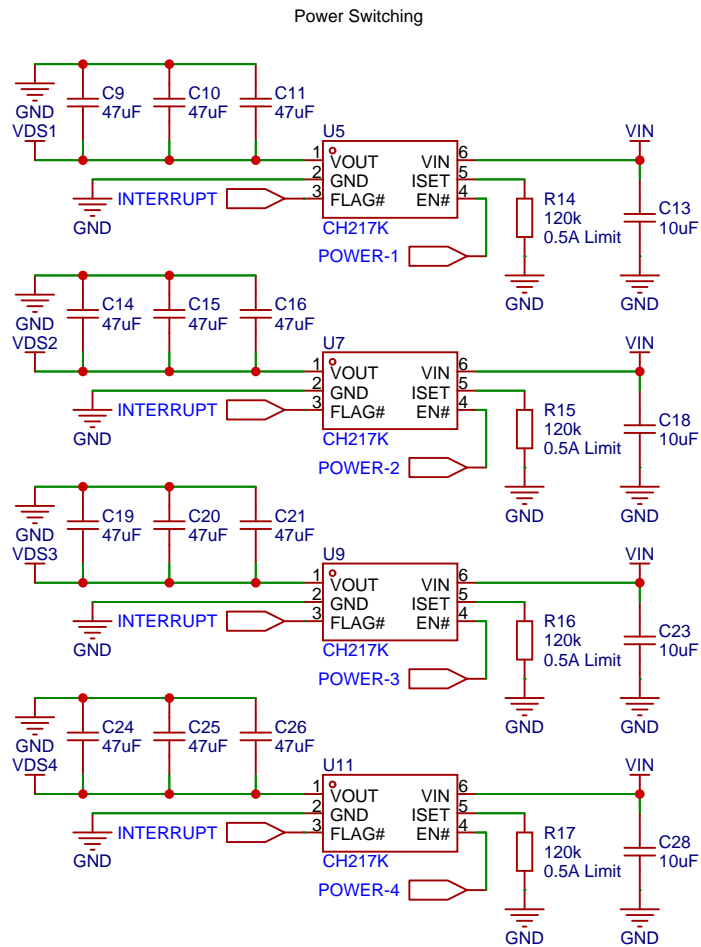 Power Switching
C9
47uF
C10
47uF
C11
47uF
GND
VDS1
U5
1
2
3
VOUT
GND
FLAG#
VIN
ISET
EN#
6
5
4
CH217K
INTERRUPT
GND
POWER-1
R14
120k
0.5A Limit
GND
VIN
C13
10uF
GND
C14
47uF
C15
47uF
C16
47uF
GND
VDS2
U7
1
2
3
VOUT
GND
FLAG#
VIN
ISET
EN#
6
5
4
CH217K
INTERRUPT
GND
POWER-2
R15
120k
0.5A Limit
GND
VIN
C18
10uF
GND
C19
47uF
C20
47uF
C21
47uF
GND
VDS3
U9
1
2
3
VOUT
GND
FLAG#
VIN
ISET
EN#
6
5
4
CH217K
INTERRUPT
GND
POWER-3
R16
120k
0.5A Limit
GND
VIN
C23
10uF
GND
C24
47uF
C25
47uF
C26
47uF
GND
VDS4
U11
1
2
3
VOUT
GND
FLAG#
VIN
ISET
EN#
6
5
4
CH217K
INTERRUPT
GND
POWER-4
R17
120k
0.5A Limit
GND
VIN
C28
10uF
GND